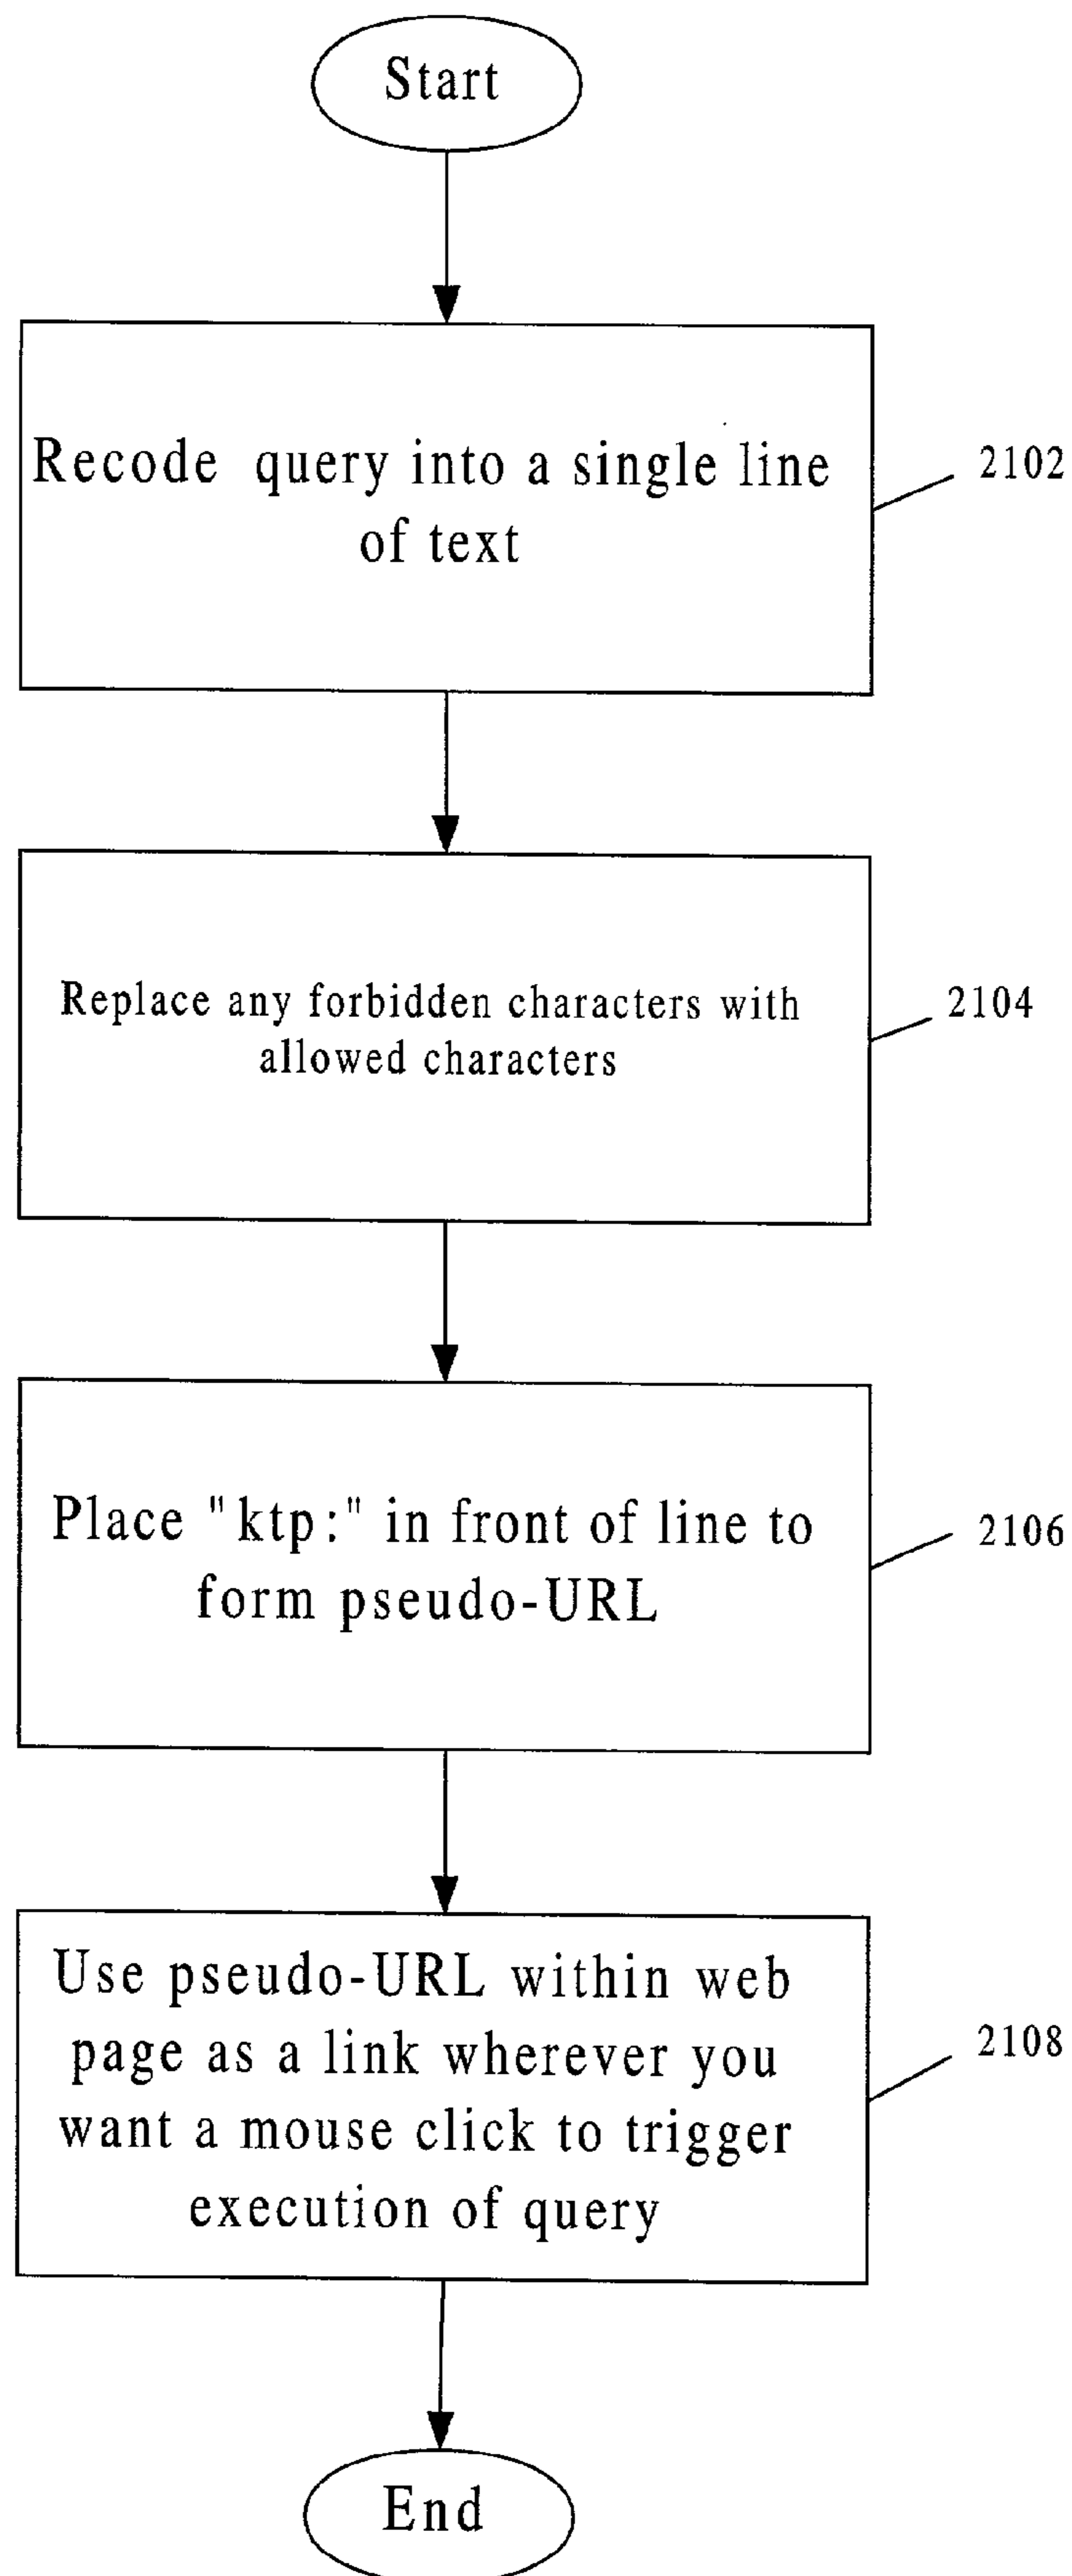 Start
Recode query into a single line
of text
2102
Replace any forbidden characters with
allowed characters
2104
Place "ktp:" in front of line to
form pseudo-URL
2106
Use pseudo-URL within web
page as a link wherever you
want a mouse click to trigger
execution of query
2108
End